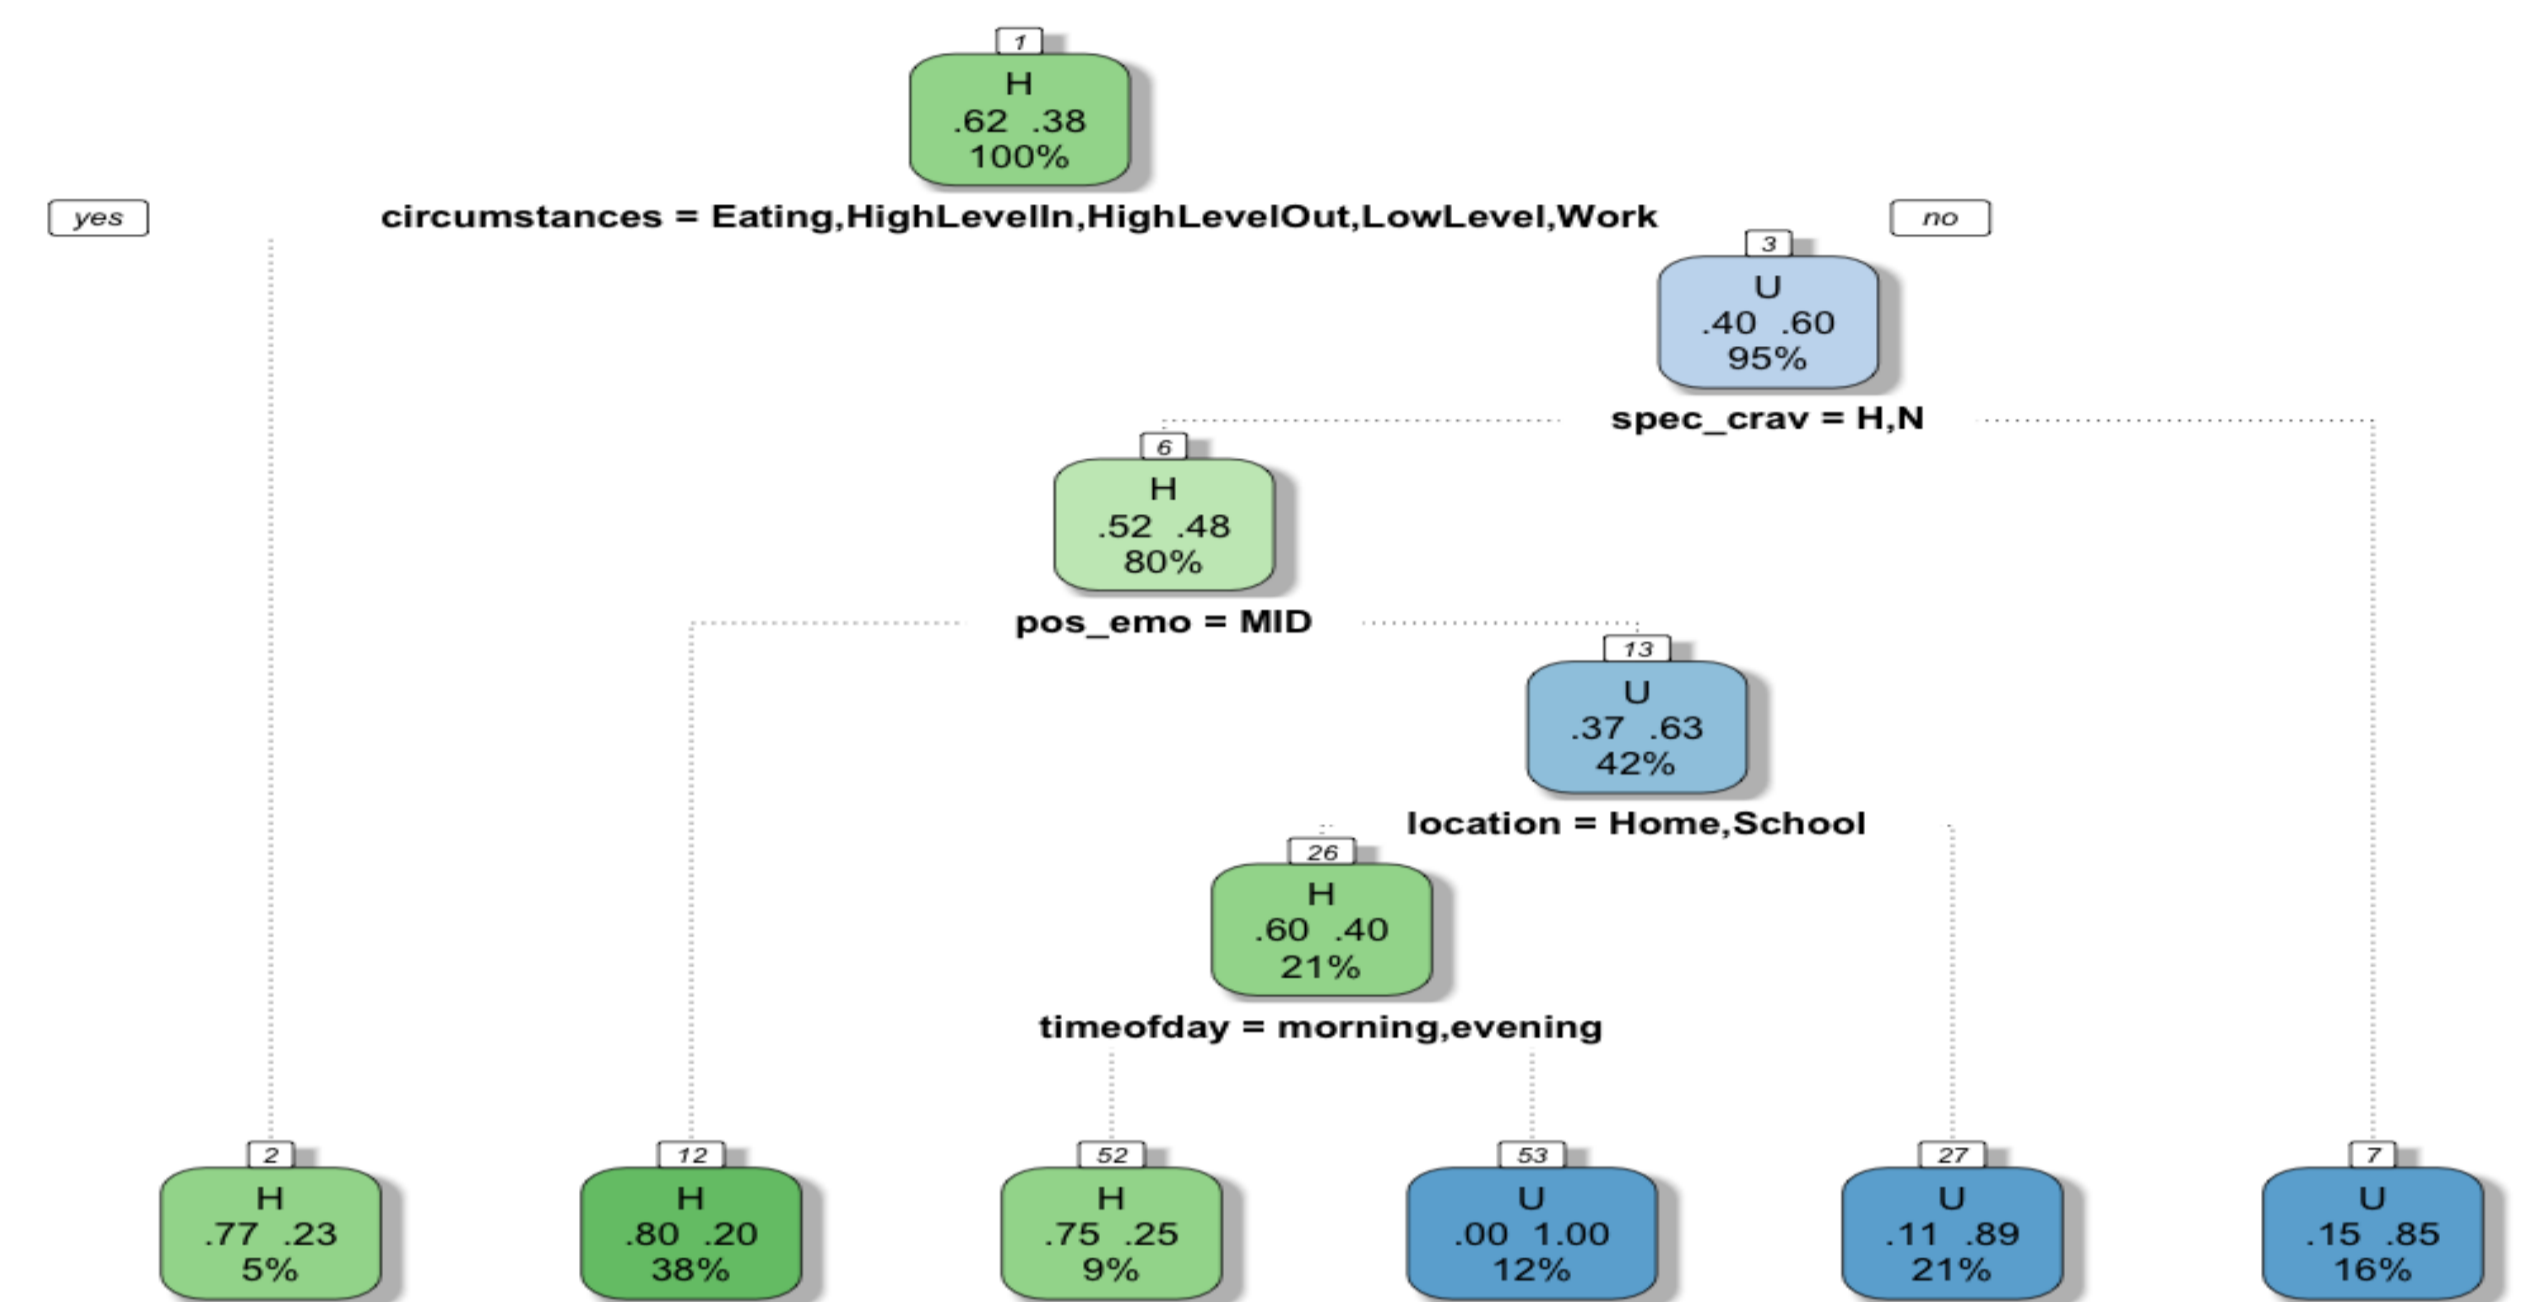 1
H
.62 .38
100%
yes
circumstances = Eating,HighLevelIn,HighLevelOut,LowLevel,Work
no
3
U
.40 .60
95%
spec_crav = H,N
6
H
.52 .48
80%
pos_emo = MID
13
U
.37 .63
42%
location = Home,School
26
H
.60 .40
21%
timeofday = morning,evening
2
H
.77 .23
5%
12
H
.80 .20
38%
52
H
.75 .25
9%
53
U
.00 1.00
12%
27
U
.11 .89
21%
7
U
.15 .85
16%